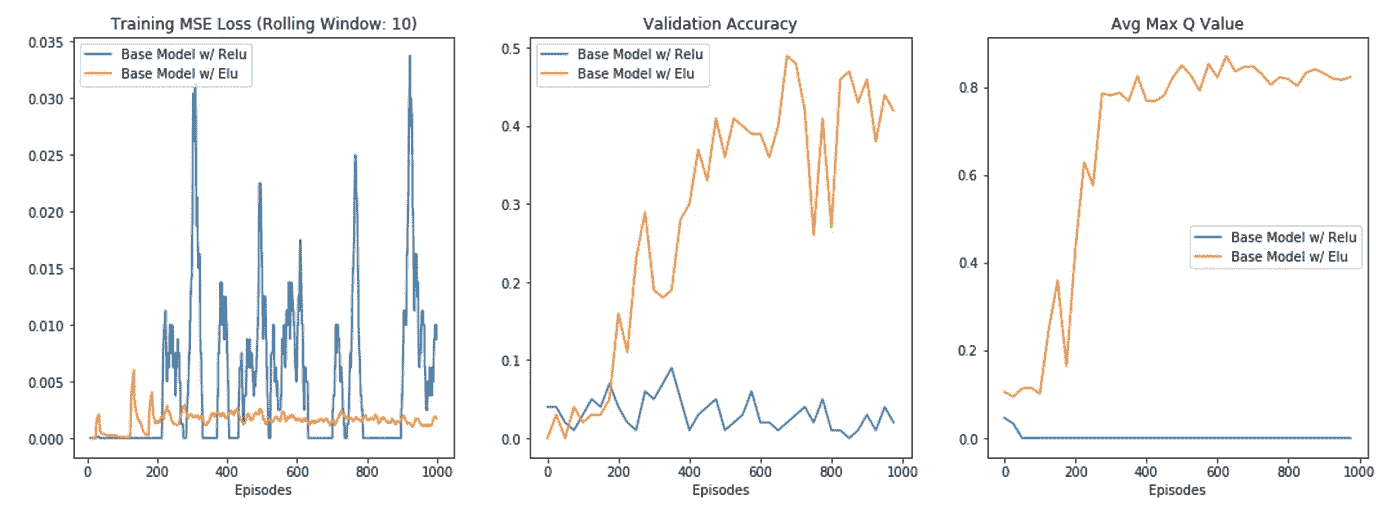 Training MSE Loss (Rolling Window: 10)
0.035
0.030
0.025
0.020
0.015
0.010
0.005
0.000
Base Model w/ Relu
Base Model w/ Elu
0 200 400 600 800 1000
Episodes
Validation Accuracy
0.5
0.4
0.3
0.2
0.1
0.0
Base Model w/ Relu
Base Model w/ Elu
0 200 400 600 800 1000
Episodes
Avg Max Q Value
0.8
0.6
0.4
0.2
0.0
Base Model w/ Relu
Base Model w/ Elu
0 200 400 600 800 1000
Episodes